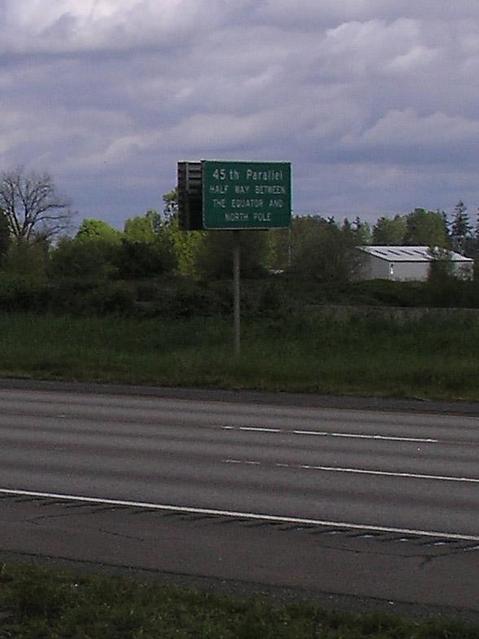 45th Parallel
HALF WAY BETWEEN
THE EQUATOR AND
NORTH POLE